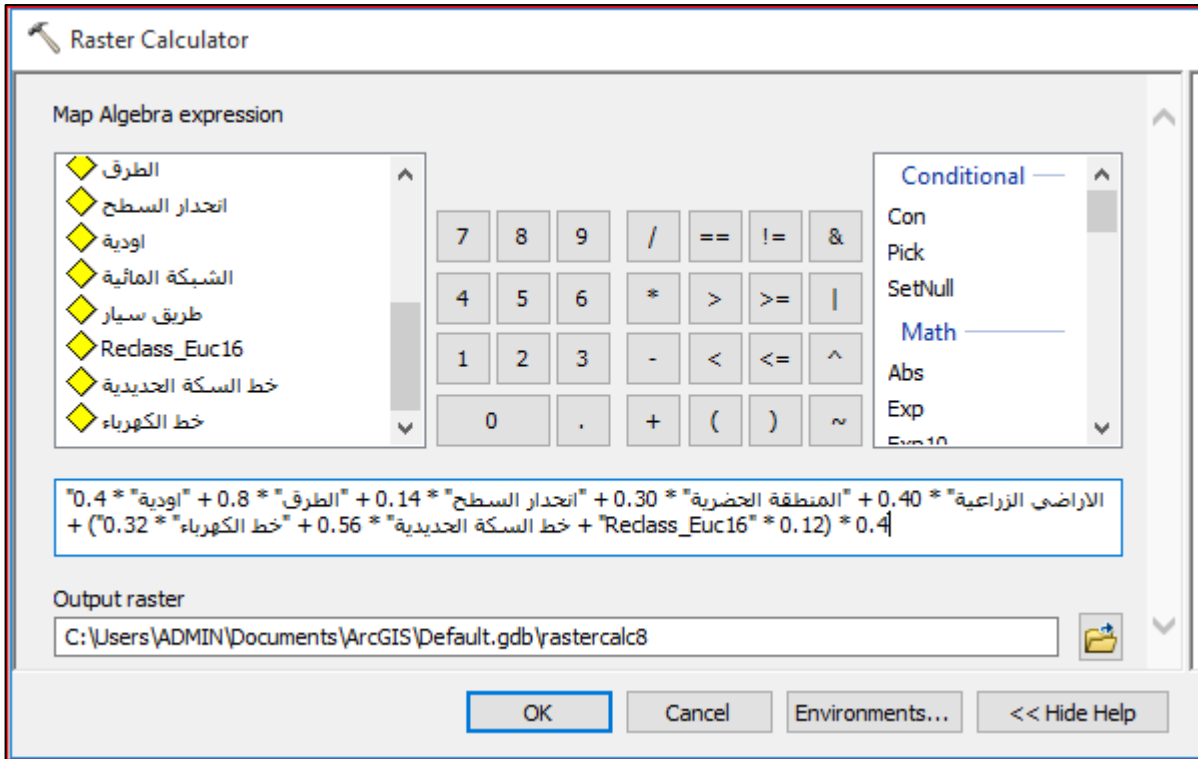 Raster Calculator
Map Algebra expression
الطرق
انحدار السطح
اودية
الشبكة المائية
طريق سيار
Reclass_Euc16
خط السكة الحديدية
خط الكهرباء
7 8 9 / == != &
4 5 6 * > >= |
1 2 3 - < <= ^
0 . + ( ) ~
Conditional
Con
Pick
SetNull
Math
Abs
Exp
Exp10
"الاراضي الزراعية" * 0.40 + "المنطقة الحضرية" * 0.30 + "انحدار السطح" * 0.14 + "الطرق" * 0.8 + "اودية" * 0.4
+ ("خط السكة الحديدية" * 0.56 + "خط الكهرباء" * 0.32 + "Reclass_Euc16" * 0.12) * 0.4
Output raster
C:\Users\ADMIN\Documents\ArcGIS\Default.gdb\rastercalc8
OK Cancel Environments... << Hide Help